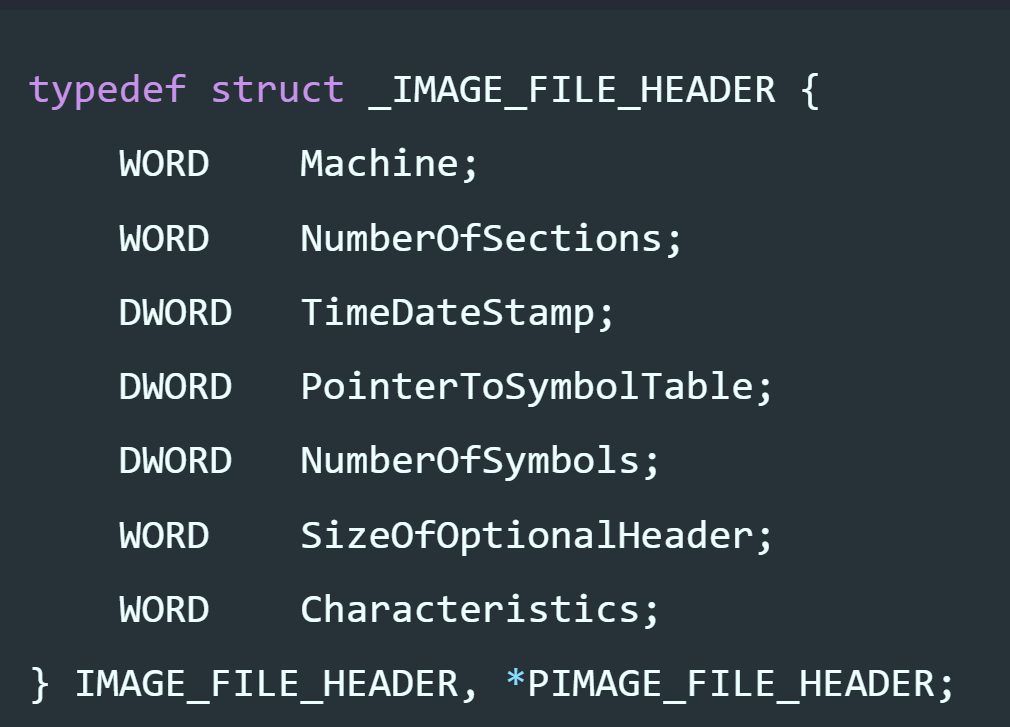 typedef struct _IMAGE_FILE_HEADER {
    WORD    Machine;
    WORD    NumberOfSections;
    DWORD   TimeDateStamp;
    DWORD   PointerToSymbolTable;
    DWORD   NumberOfSymbols;
    WORD    SizeOfOptionalHeader;
    WORD    Characteristics;
} IMAGE_FILE_HEADER, *PIMAGE_FILE_HEADER;